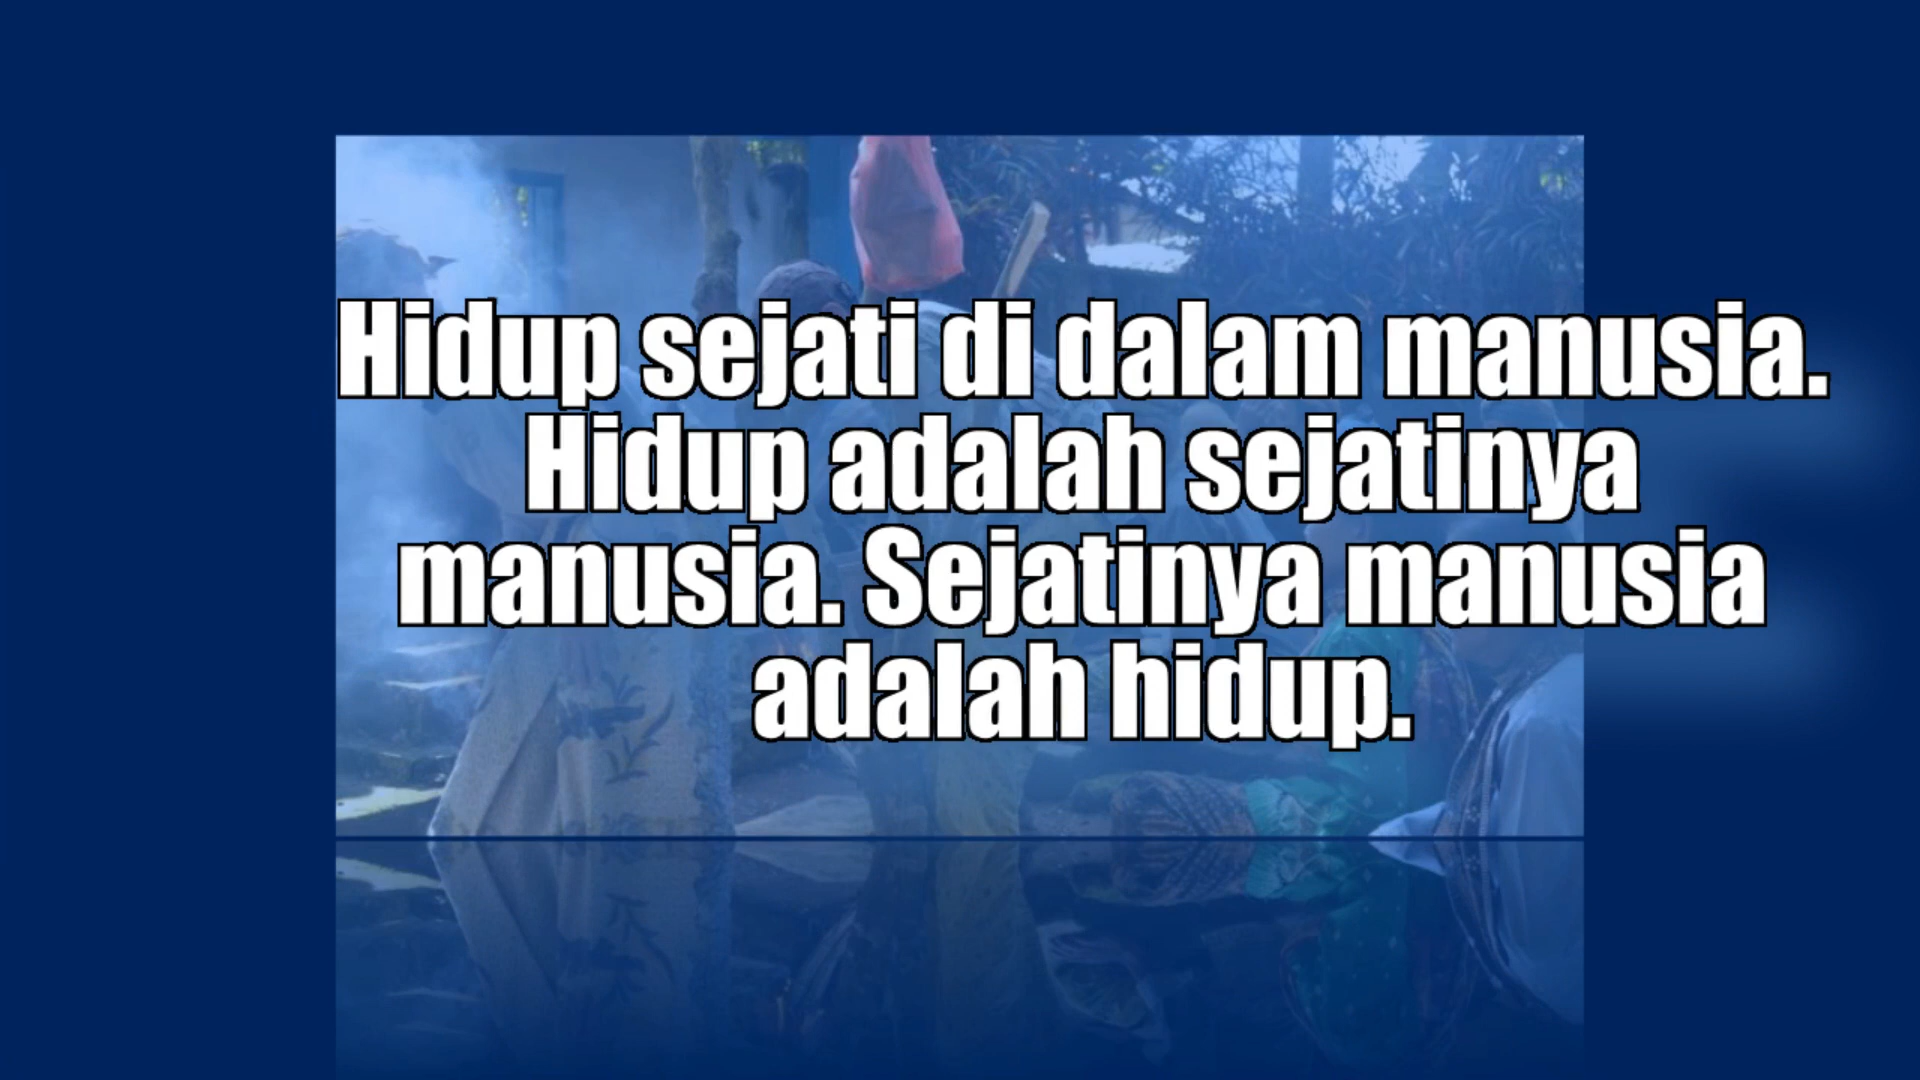 Hidup sejati di dalam manusia.
Hidup adalah sejatinya
manusia. Sejatinya manusia
adalah hidup.